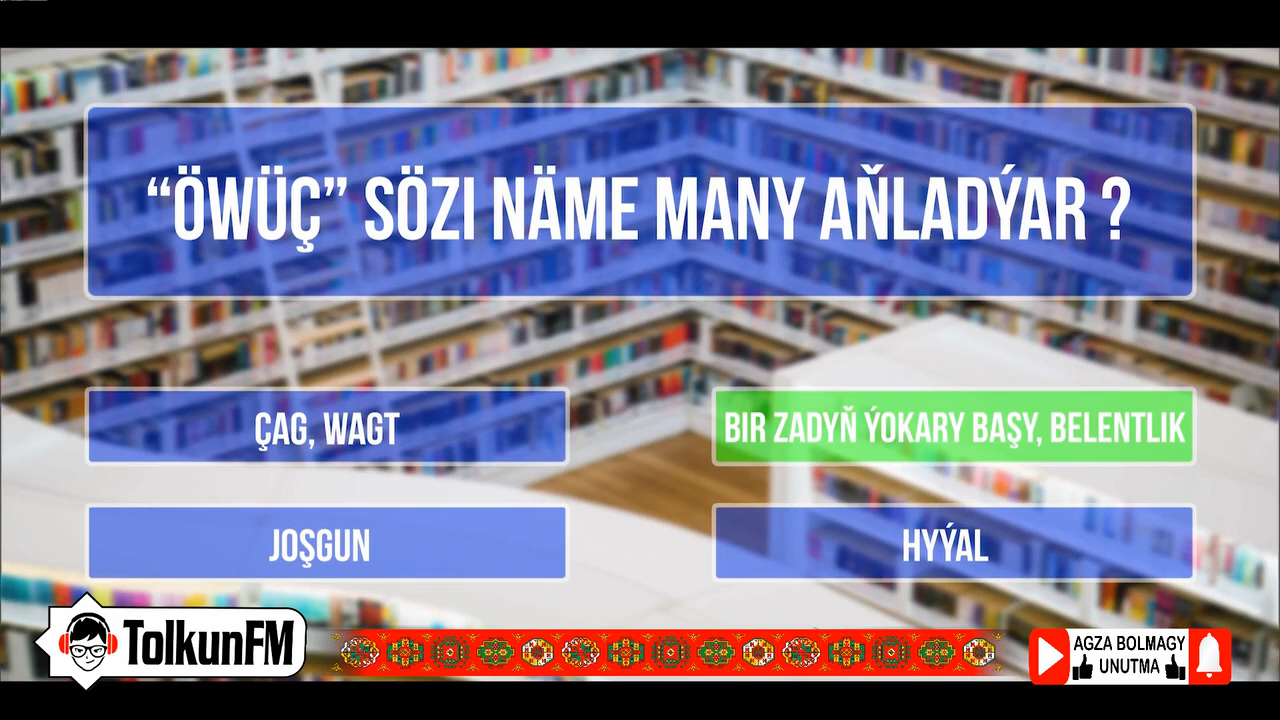 “ÖWÜÇ” SÖZI NÄME MANY AŇLADÝAR ?
ÇAG, WAGT
BIR ZADYŇ ÝOKARY BAŞY, BELENTLIK
JOŞGUN
HYÝAL
TolkunFM
AGZA BOLMAGY
UNUTMA